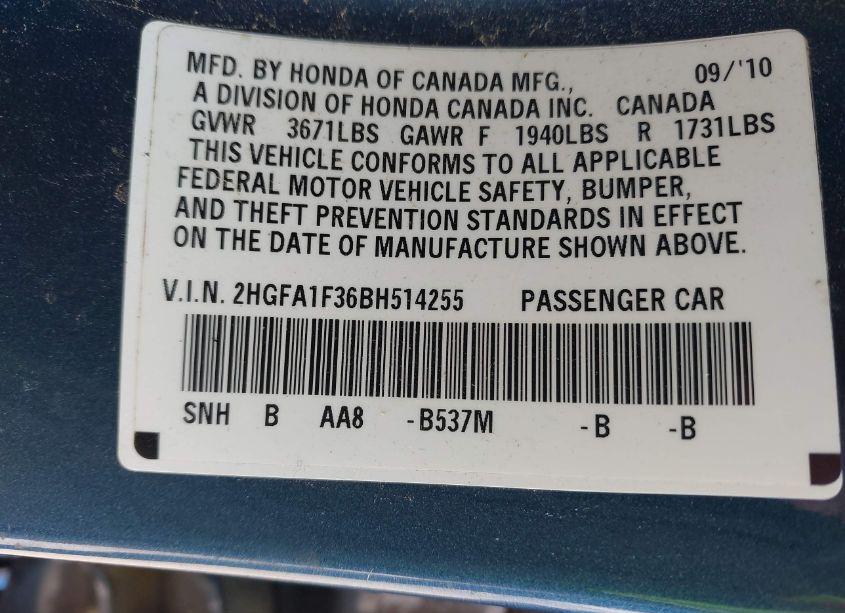 MFD. BY HONDA OF CANADA MFG., 09/'10
A DIVISION OF HONDA CANADA INC. CANADA
GVWR 3671LBS GAWR F 1940LBS R 1731LBS
THIS VEHICLE CONFORMS TO ALL APPLICABLE
FEDERAL MOTOR VEHICLE SAFETY, BUMPER,
AND THEFT PREVENTION STANDARDS IN EFFECT
ON THE DATE OF MANUFACTURE SHOWN ABOVE.
V.I.N. 2HGFA1F36BH514255 PASSENGER CAR
SNH B AA8 -B537M -B -B